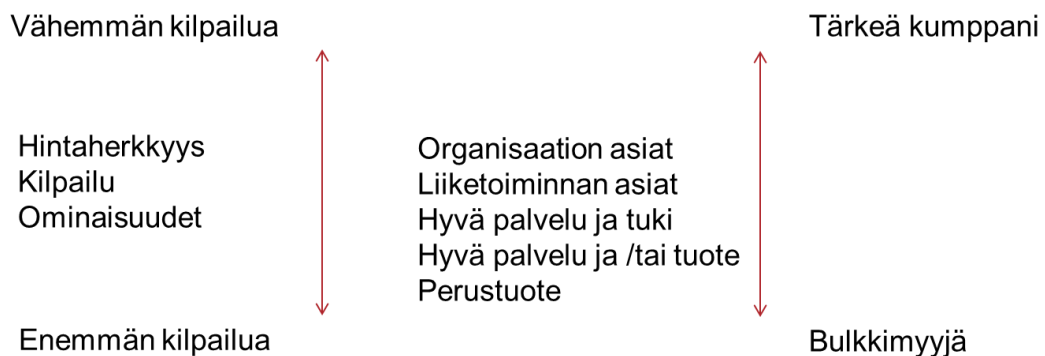 Vähemmän kilpailua
Tärkeä kumppani
Hintaherkkyys
Kilpailu
Ominaisuudet
Organisaation asiat
Liiketoiminnan asiat
Hyvä palvelu ja tuki
Hyvä palvelu ja /tai tuote
Perustuote
Enemmän kilpailua
Bulkkimyyjä